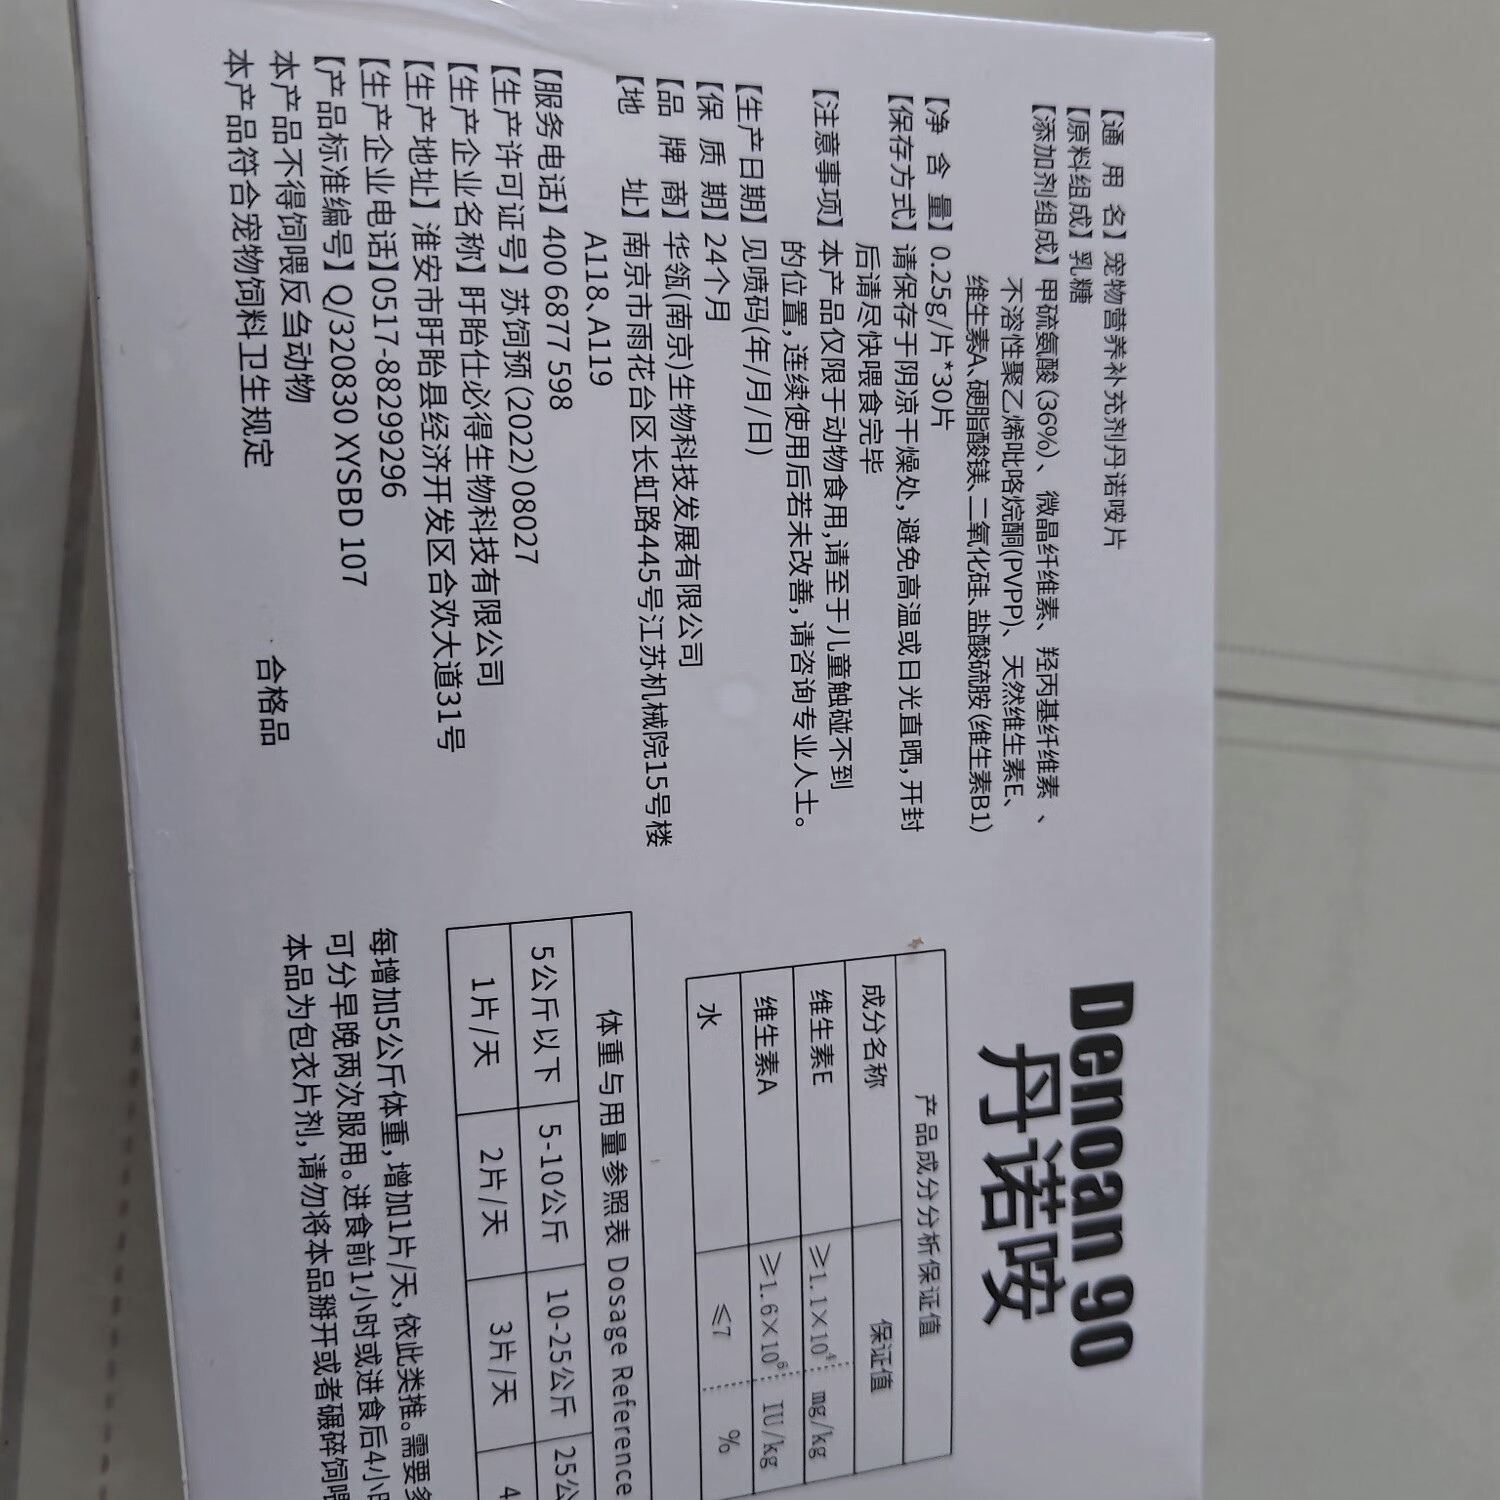 【通用名】宠物营养补充剂丹诺咹片
【原料组成】乳糖
【添加剂组成】甲硫氨酸(36%)、微晶纤维素、羟丙基纤维素、
不溶性聚乙烯吡咯烷酮(PVPP)、天然维生素E、
维生素A、硬脂酸镁、二氧化硅、盐酸硫胺(维生素B1)
【净含量】0.25g/片*30片
【保存方式】请保存于阴凉干燥处,避免高温或日光直晒,开封
后请尽快喂食完毕
【注意事项】本产品仅限于动物食用,请至于儿童触碰不到
的位置,连续使用后若未改善,请咨询专业人士。
【生产日期】见喷码(年/月/日)
【保质期】24个月
【品牌商】华瓴(南京)生物科技发展有限公司
【地址】南京市雨花台区长虹路445号江苏机械院15号楼
A118、A119
【服务电话】400 6877 598
【生产许可证号】苏饲预(2022)08027
【生产企业名称】盱眙仕必得生物科技有限公司
【生产地址】淮安市盱眙县经济开发区合欢大道31号
【生产企业电话】0517-88299296
【产品标准编号】Q/320830 XYSBD 107
本产品不得饲喂反刍动物
本产品符合宠物饲料卫生规定
合格品
Denoan 90
丹诺咹
产品成分分析保证值
成分名称 保证值
维生素E ≥1.1×10⁴ mg/kg
维生素A ≥1.6×10⁶ IU/kg
水 ≤7 %
体重与用量参照表 Dosage Reference
5公斤以下 5-10公斤 10-25公斤 25公
1片/天 2片/天 3片/天 4
每增加5公斤体重,增加1片/天,依此类推。需要多
可分早晚两次服用。进食前1小时或进食后4小时
本品为包衣片剂,请勿将本品掰开或者碾碎饲喂